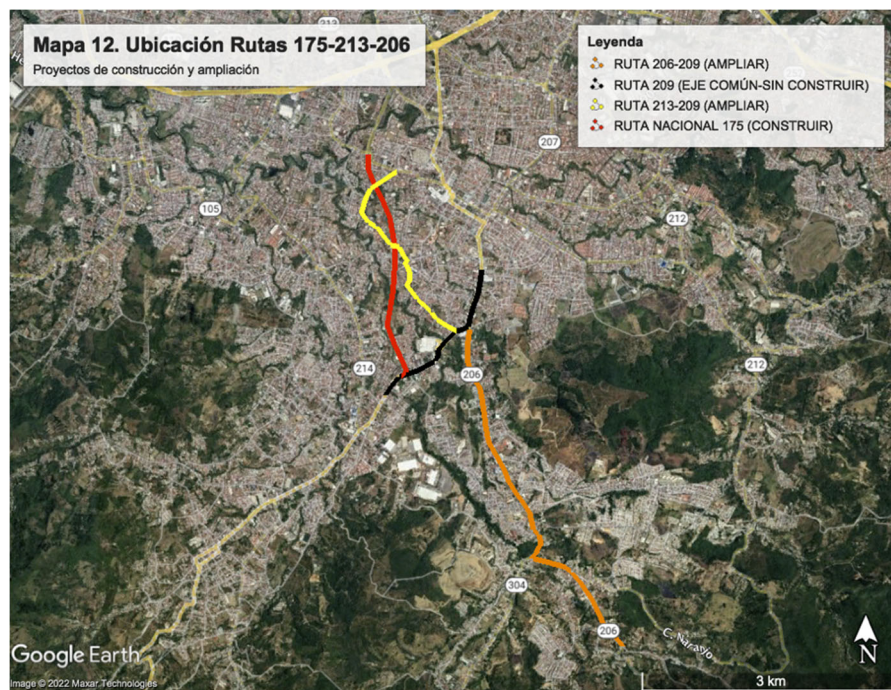 Mapa 12. Ubicación Rutas 175-213-206
Proyectos de construcción y ampliación
Leyenda
RUTA 206-209 (AMPLIAR)
RUTA 209 (EJE COMÚN-SIN CONSTRUIR)
RUTA 213-209 (AMPLIAR)
RUTA NACIONAL 175 (CONSTRUIR)
213
207
105
212
214
206
212
304
206
C. Naranjo
Google Earth
Image © 2022 Maxar Technologies
N
3 km